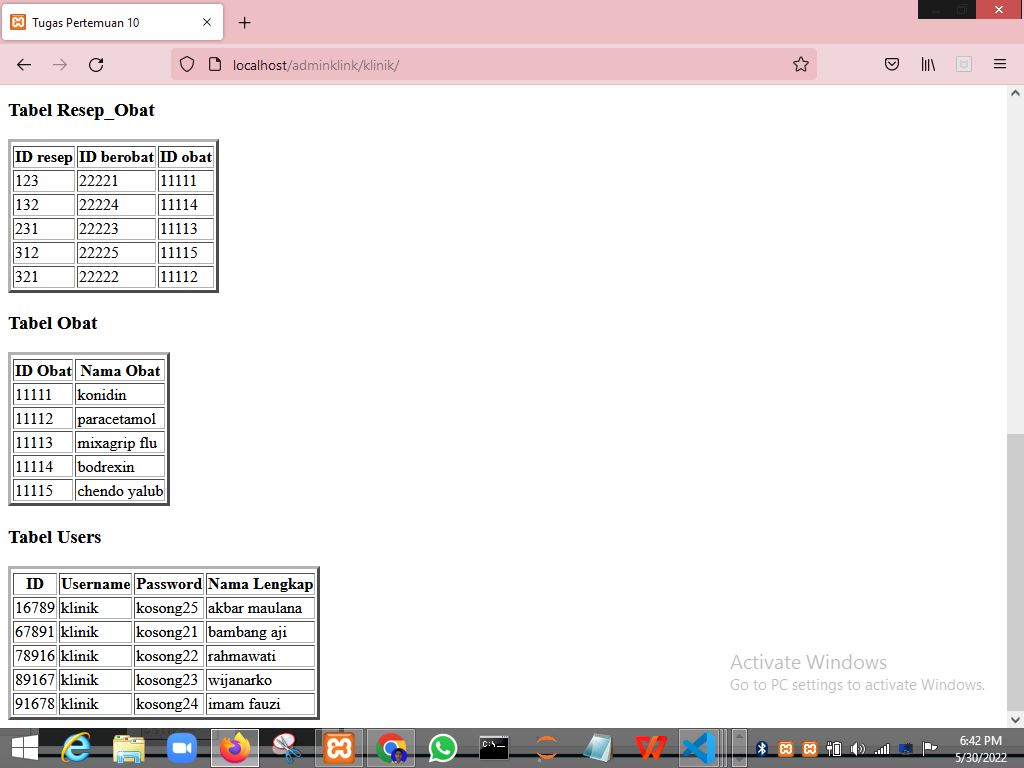 Tugas Pertemuan 10
localhost/adminklink/klinik/
Tabel Resep_Obat
ID resep ID berobat ID obat
123 22221 11111
132 22224 11114
231 22223 11113
312 22225 11115
321 22222 11112
Tabel Obat
ID Obat Nama Obat
11111 konidin
11112 paracetamol
11113 mixagrip flu
11114 bodrexin
11115 chendo yalub
Tabel Users
ID Username Password Nama Lengkap
16789 klinik kosong25 akbar maulana
67891 klinik kosong21 bambang aji
78916 klinik kosong22 rahmawati
89167 klinik kosong23 wijanarko
91678 klinik kosong24 imam fauzi
Activate Windows
Go to PC settings to activate Windows.
6:42 PM
5/30/2022